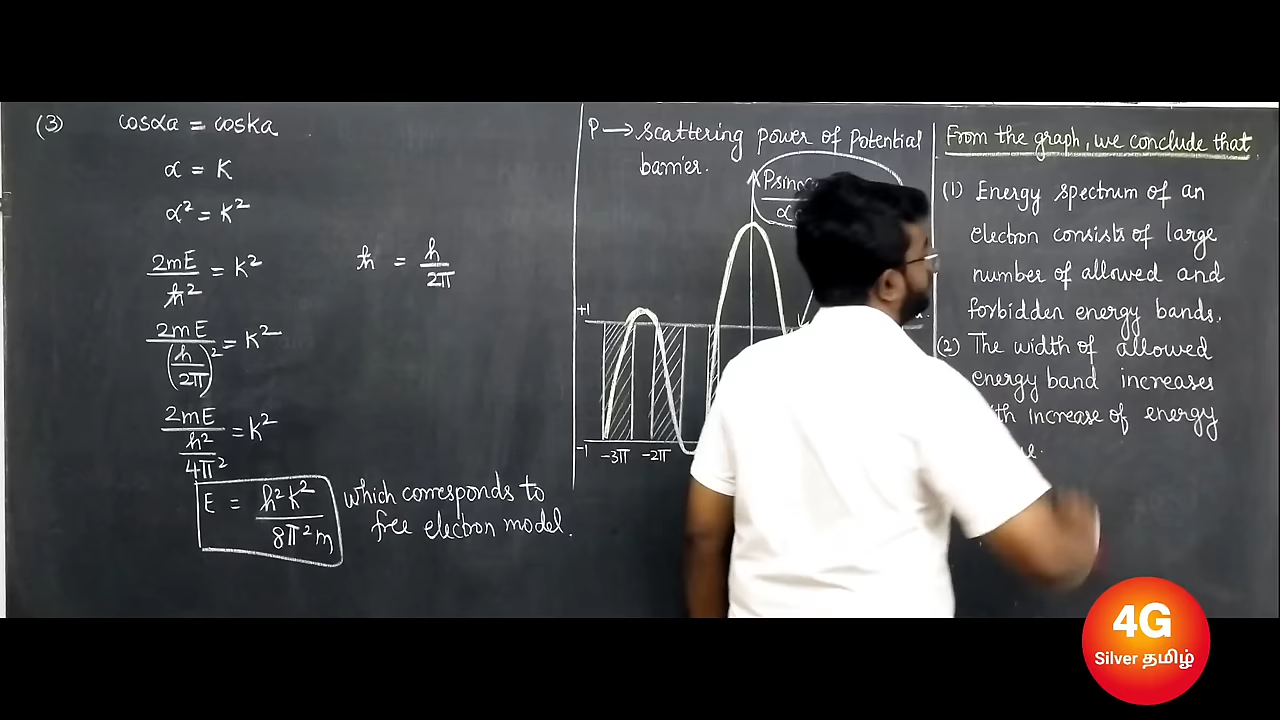 (3) cosαa = coska
α = K
α² = K²
2mE/ħ² = K²
ħ = h/2π
2mE/(h/2π)² = K²
2mE/(h²/4π²) = K²
E = h²K²/8π²m
which corresponds to
free electron model.
P → scattering power of potential
barrier.
+1
-1 -3π -2π
From the graph, we conclude that
(1) Energy spectrum of an
electron consists of large
number of allowed and
forbidden energy bands.
(2) The width of allowed
energy band increases
increase of energy
4G
Silver தமிழ்